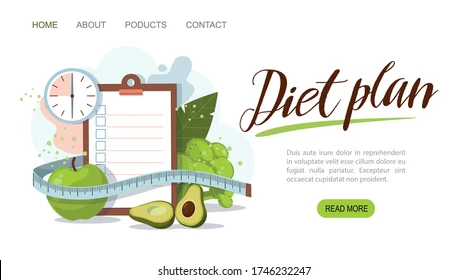 HOME ABOUT PODUCTS CONTACT
Diet plan
Duis aute irure dolor in reprehenderit in
voluptate velit esse cillum dolore eu fugiat
nulla pariatur. Excepteur sint occaecat
cupidatat non proident
READ MORE
shutterstock.com · 1746232247